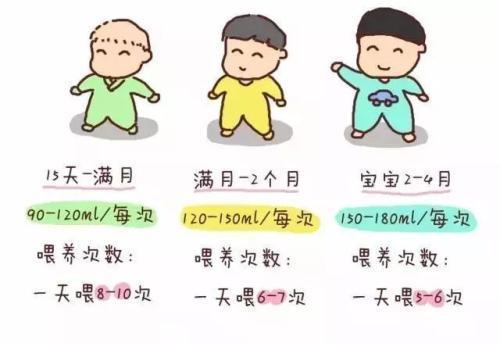 15天-满月
90-120ml/每次
喂养次数:
一天喂8-10次
满月-2个月
120-150ml/每次
喂养次数:
一天喂6-7次
宝宝2-4月
150-180ml/每次
喂养次数:
一天喂5-6次